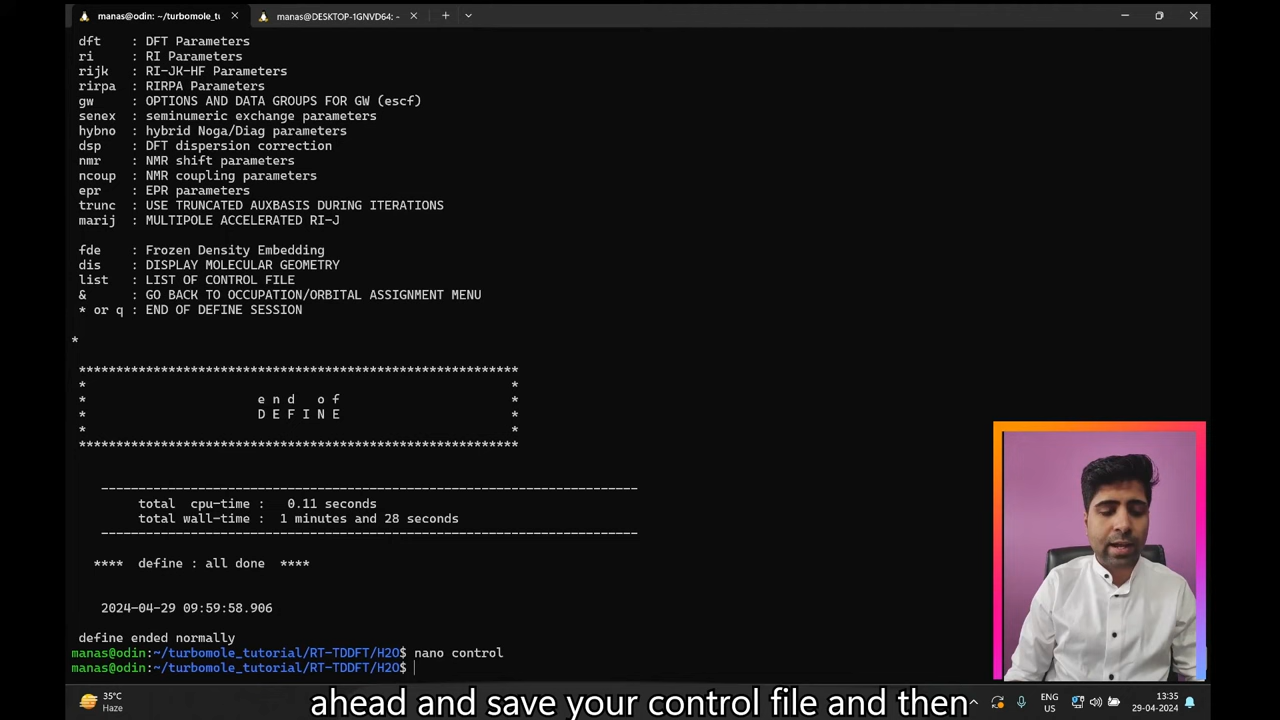 manas@odin: ~/turbomole_tu
manas@DESKTOP-1GNVD64: ~
dft : DFT Parameters
ri : RI Parameters
rijk : RI-JK-HF Parameters
rirpa : RIRPA Parameters
gw : OPTIONS AND DATA GROUPS FOR GW (escf)
senex : seminumeric exchange parameters
hybno : hybrid Noga/Diag parameters
dsp : DFT dispersion correction
nmr : NMR shift parameters
ncoup : NMR coupling parameters
epr : EPR parameters
trunc : USE TRUNCATED AUXBASIS DURING ITERATIONS
marij : MULTIPOLE ACCELERATED RI-J
fde : Frozen Density Embedding
dis : DISPLAY MOLECULAR GEOMETRY
list : LIST OF CONTROL FILE
& : GO BACK TO OCCUPATION/ORBITAL ASSIGNMENT MENU
* or q : END OF DEFINE SESSION
*
***********************************************************
* *
* e n d o f *
* D E F I N E *
* *
***********************************************************
------------------------------------------------------------------------
total cpu-time : 0.11 seconds
total wall-time : 1 minutes and 28 seconds
------------------------------------------------------------------------
**** define : all done ****
2024-04-29 09:59:58.906
define ended normally
manas@odin:~/turbomole_tutorial/RT-TDDFT/H2O$ nano control
manas@odin:~/turbomole_tutorial/RT-TDDFT/H2O$
35°C
Haze
ahead and save your control file and then
ENG
US
13:35
29-04-2024